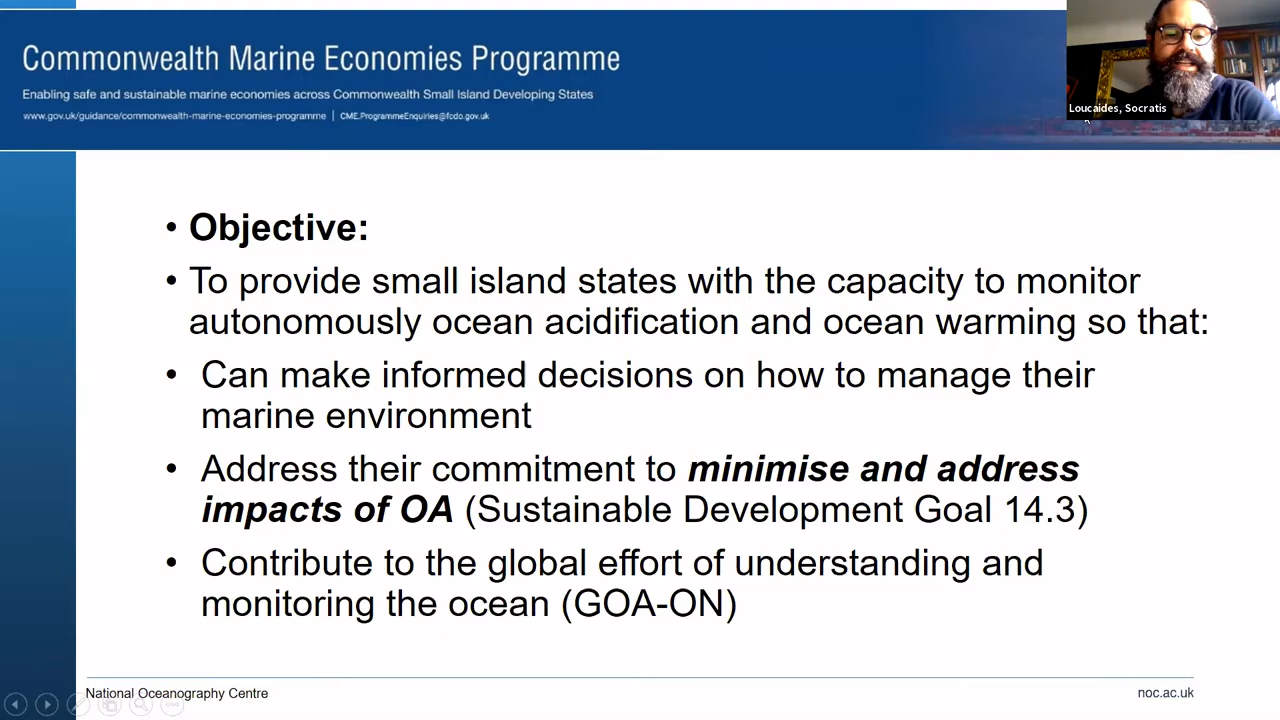 Commonwealth Marine Economies Programme
Enabling safe and sustainable marine economies across Commonwealth Small Island Developing States
www.gov.uk/guidance/commonwealth-marine-economies-programme | CME.ProgrammeEnquiries@fcdo.gov.uk
Loucaides, Socratis
• Objective:
• To provide small island states with the capacity to monitor
autonomously ocean acidification and ocean warming so that:
• Can make informed decisions on how to manage their
marine environment
• Address their commitment to minimise and address
impacts of OA (Sustainable Development Goal 14.3)
• Contribute to the global effort of understanding and
monitoring the ocean (GOA-ON)
National Oceanography Centre
noc.ac.uk